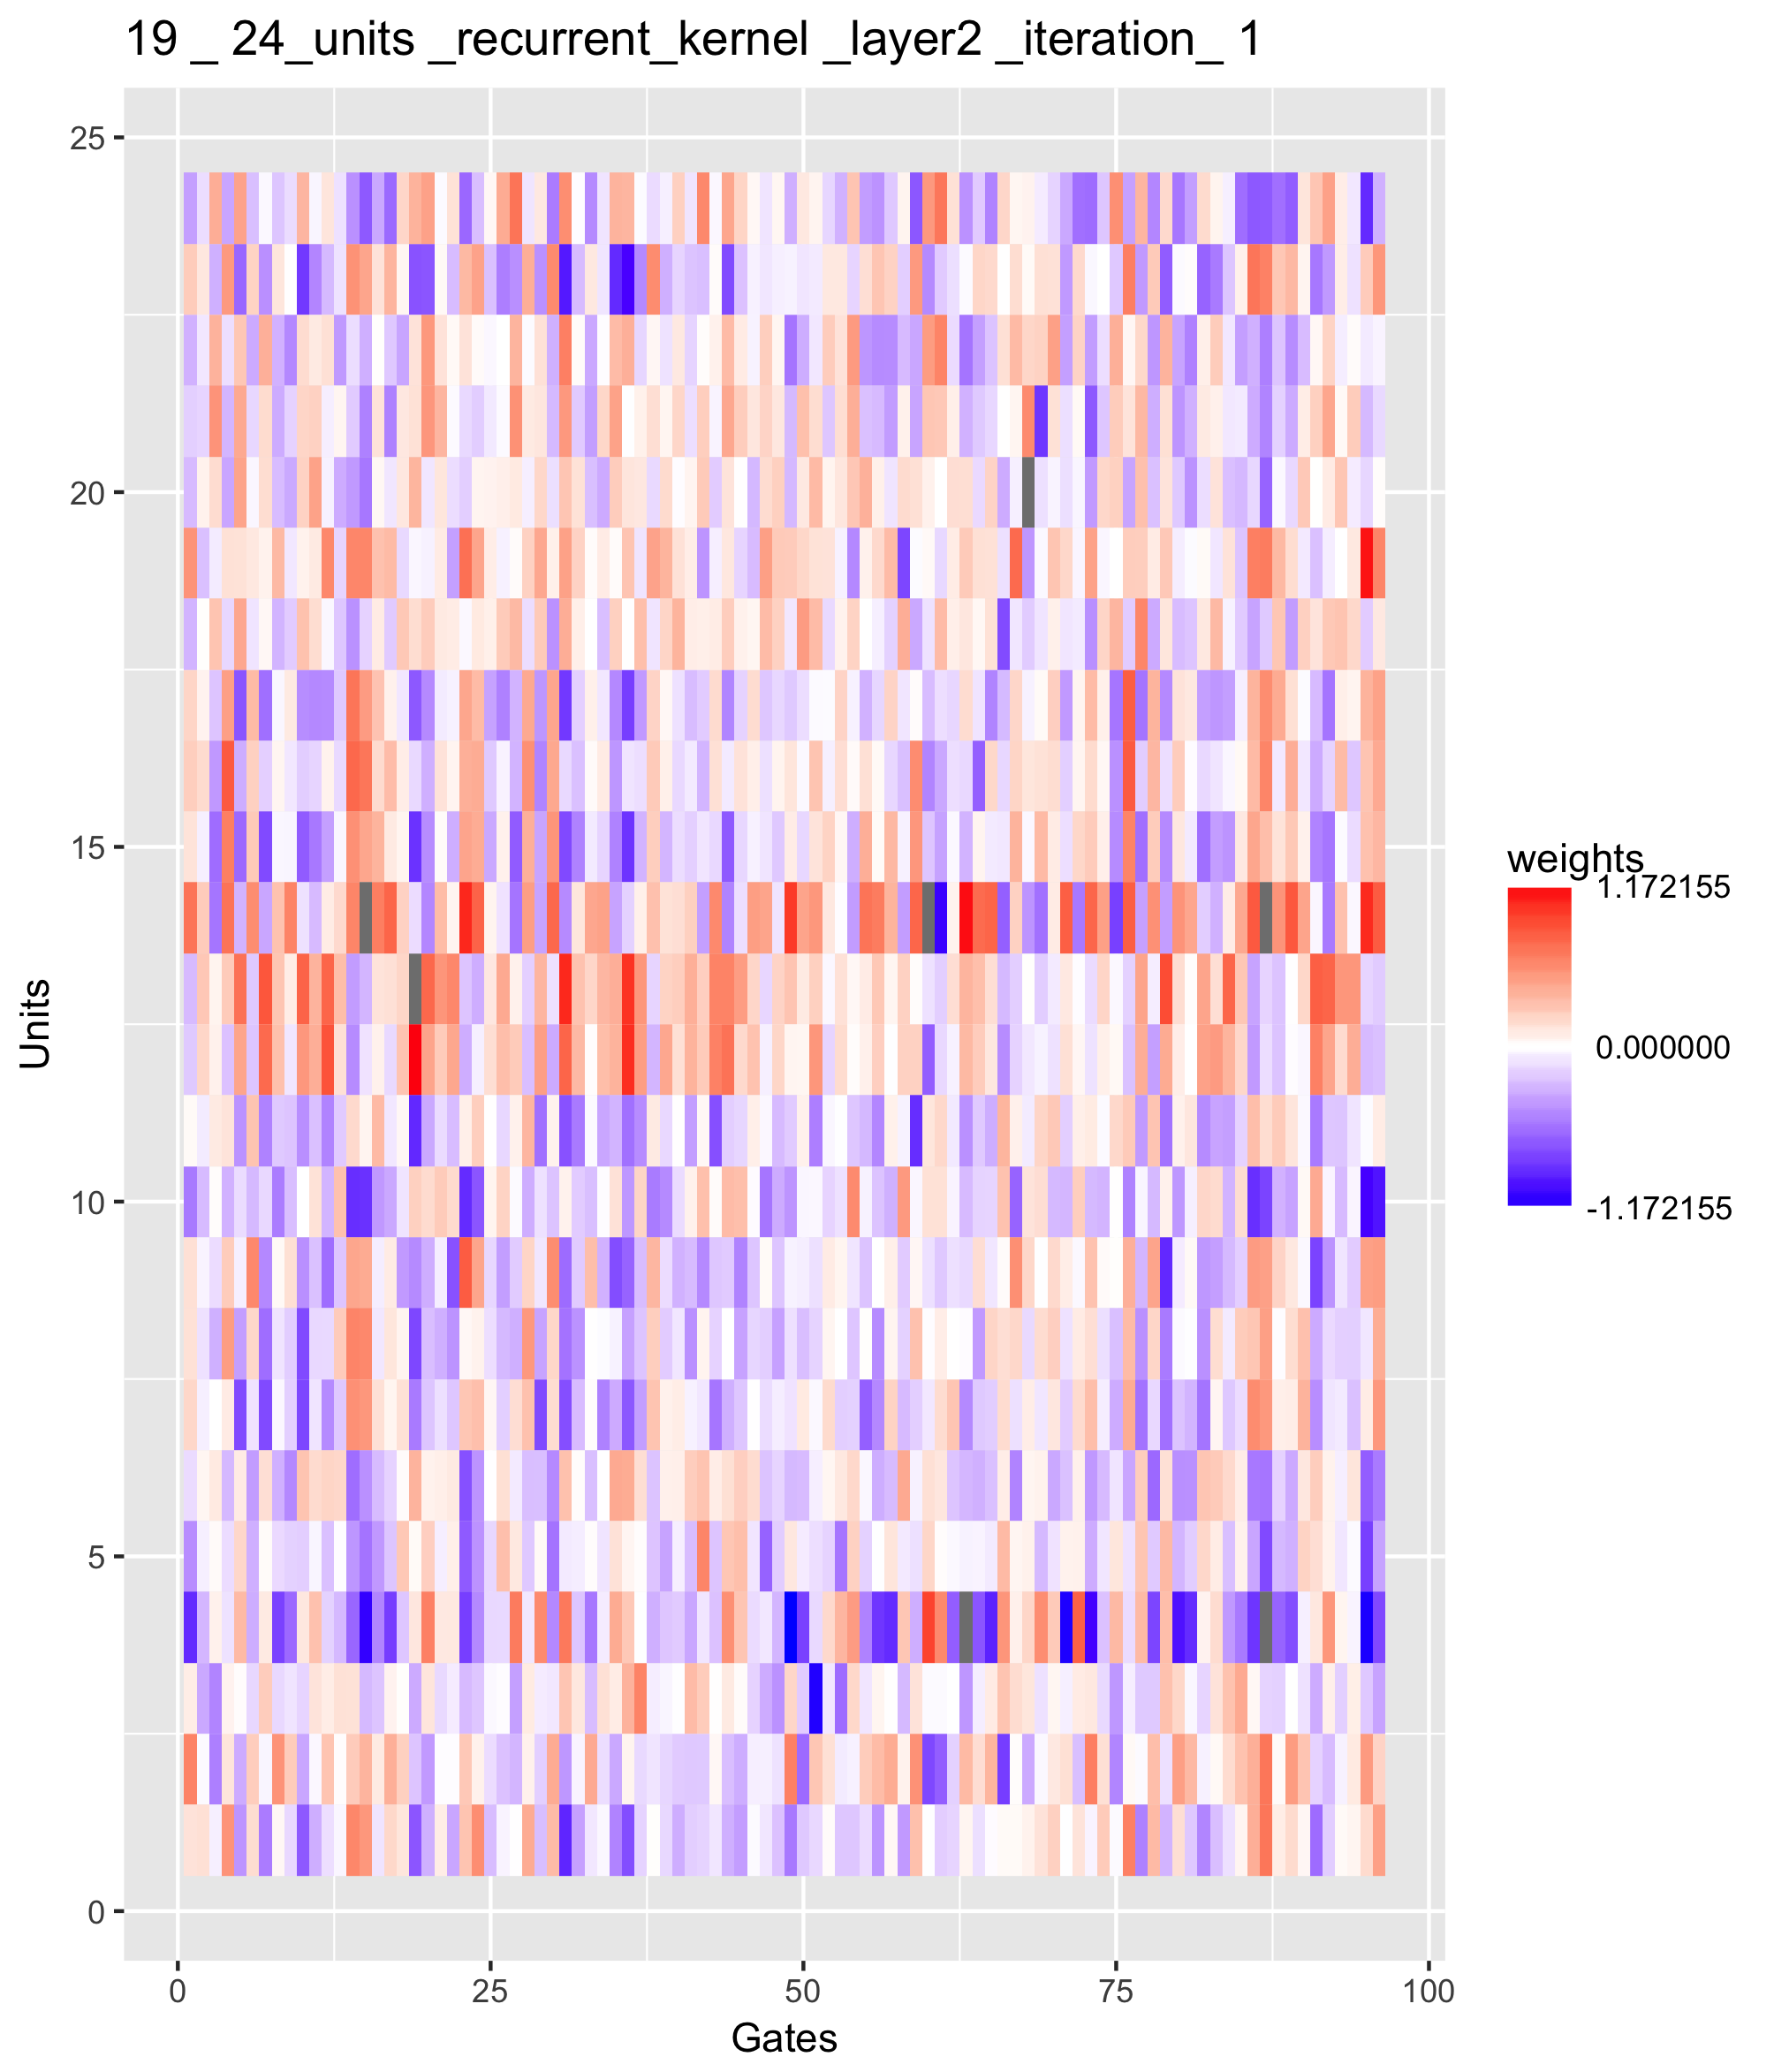 19 _ 24_units _recurrent_kernel _layer2 _iteration_ 1
25
20
15
10
5
0
Units
0 25 50 75 100
Gates
weights
1.172155
0.000000
-1.172155